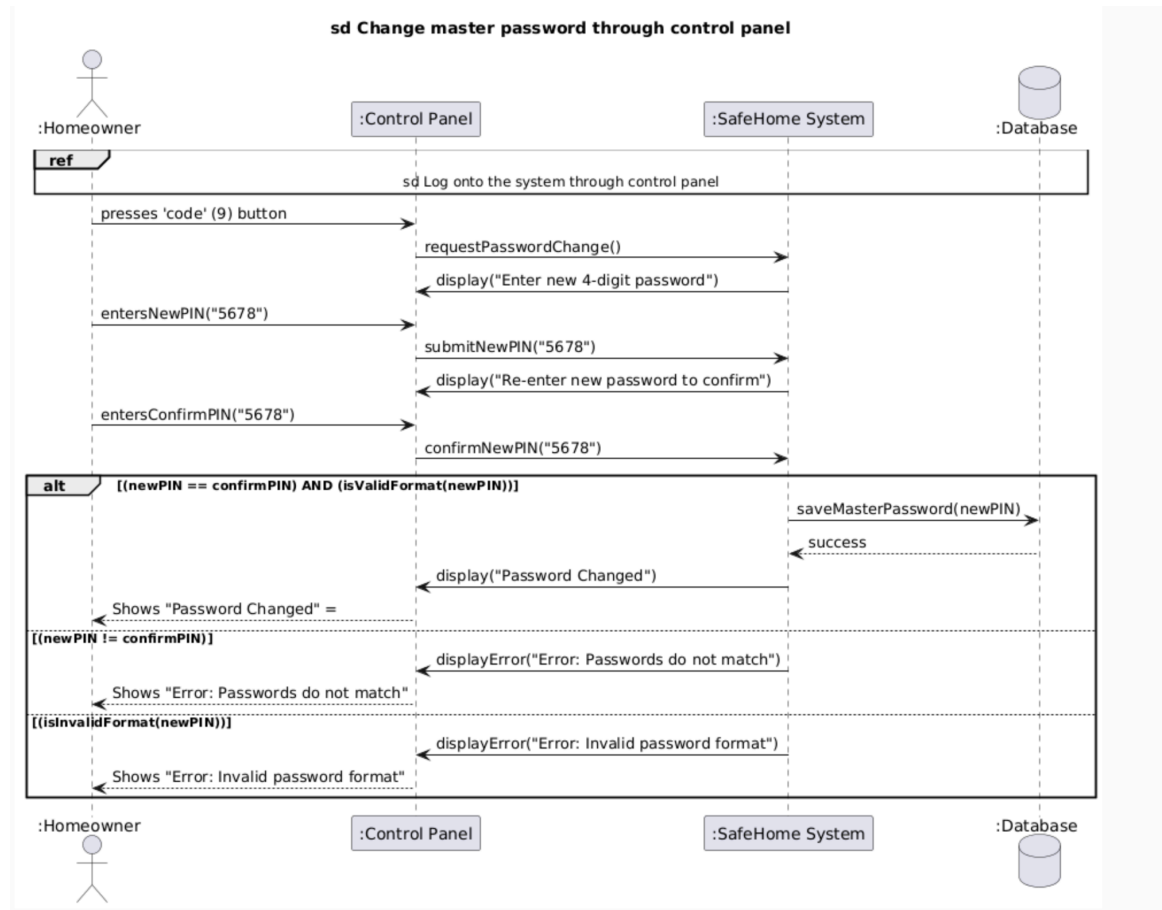 sd Change master password through control panel
:Homeowner
:Control Panel
:SafeHome System
:Database
ref
sd Log onto the system through control panel
presses 'code' (9) button
requestPasswordChange()
display("Enter new 4-digit password")
entersNewPIN("5678")
submitNewPIN("5678")
display("Re-enter new password to confirm")
entersConfirmPIN("5678")
confirmNewPIN("5678")
alt
[(newPIN == confirmPIN) AND (isValidFormat(newPIN))]
saveMasterPassword(newPIN)
success
display("Password Changed")
Shows "Password Changed" =
[(newPIN != confirmPIN)]
displayError("Error: Passwords do not match")
Shows "Error: Passwords do not match"
[(isInvalidFormat(newPIN))]
displayError("Error: Invalid password format")
Shows "Error: Invalid password format"
:Homeowner
:Control Panel
:SafeHome System
:Database